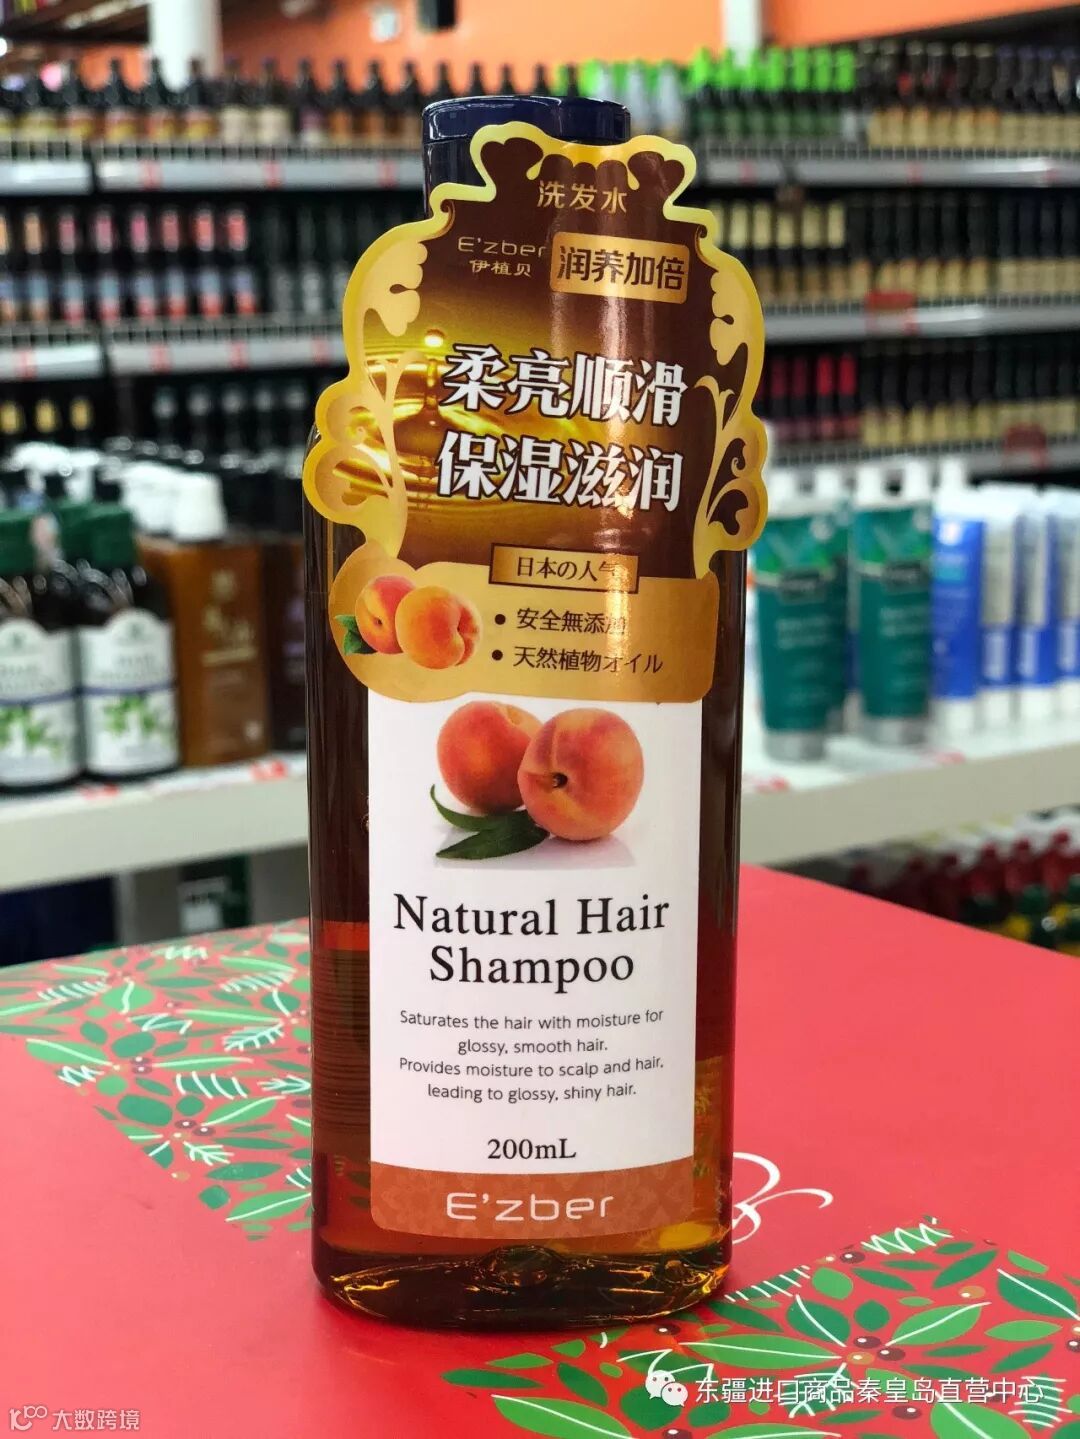 洗发水
E'zber
伊植贝
润养加倍
柔亮顺滑
保湿滋润
日本の人气
• 安全無添加
• 天然植物オイル
Natural Hair
Shampoo
Saturates the hair with moisture for
glossy, smooth hair.
Provides moisture to scalp and hair,
leading to glossy, shiny hair.
200mL
E'zber
东疆进口商品秦皇岛直营中心
大数跨境